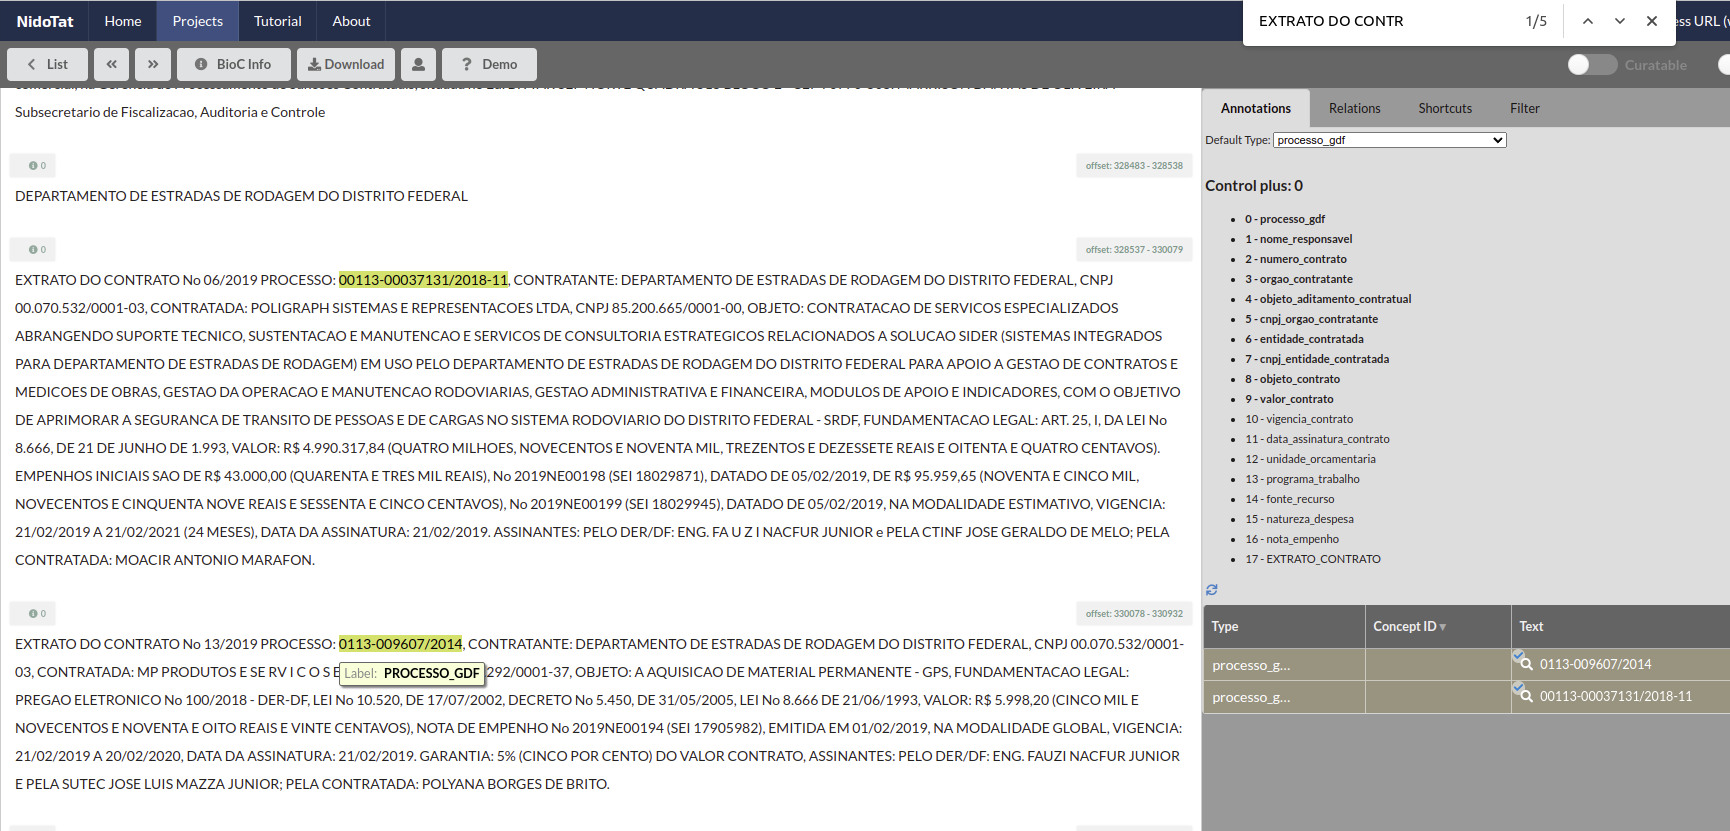 NidoTat Home Projects Tutorial About
EXTRATO DO CONTR 1/5
ess URL (v
List BioC Info Download Demo
Curatable
Subsecretario de Fiscalizacao, Auditoria e Controle
0 offset: 328483 - 328538
DEPARTAMENTO DE ESTRADAS DE RODAGEM DO DISTRITO FEDERAL
0 offset: 328537 - 330079
EXTRATO DO CONTRATO No 06/2019 PROCESSO: 00113-00037131/2018-11, CONTRATANTE: DEPARTAMENTO DE ESTRADAS DE RODAGEM DO DISTRITO FEDERAL, CNPJ
00.070.532/0001-03, CONTRATADA: POLIGRAPH SISTEMAS E REPRESENTACOES LTDA, CNPJ 85.200.665/0001-00, OBJETO: CONTRATACAO DE SERVICOS ESPECIALIZADOS
ABRANGENDO SUPORTE TECNICO, SUSTENTACAO E MANUTENCAO E SERVICOS DE CONSULTORIA ESTRATEGICOS RELACIONADOS A SOLUCAO SIDER (SISTEMAS INTEGRADOS
PARA DEPARTAMENTO DE ESTRADAS DE RODAGEM) EM USO PELO DEPARTAMENTO DE ESTRADAS DE RODAGEM DO DISTRITO FEDERAL PARA APOIO A GESTAO DE CONTRATOS E
MEDICOES DE OBRAS, GESTAO DA OPERACAO E MANUTENCAO RODOVIARIAS, GESTAO ADMINISTRATIVA E FINANCEIRA, MODULOS DE APOIO E INDICADORES, COM O OBJETIVO
DE APRIMORAR A SEGURANCA DE TRANSITO DE PESSOAS E DE CARGAS NO SISTEMA RODOVIARIO DO DISTRITO FEDERAL - SRDF, FUNDAMENTACAO LEGAL: ART. 25, I, DA LEI No
8.666, DE 21 DE JUNHO DE 1.993, VALOR: R$ 4.990.317,84 (QUATRO MILHOES, NOVECENTOS E NOVENTA MIL, TREZENTOS E DEZESSETE REAIS E OITENTA E QUATRO CENTAVOS).
EMPENHOS INICIAIS SAO DE R$ 43.000,00 (QUARENTA E TRES MIL REAIS), No 2019NE00198 (SEI 18029871), DATADO DE 05/02/2019, DE R$ 95.959,65 (NOVENTA E CINCO MIL,
NOVECENTOS E CINQUENTA NOVE REAIS E SESSENTA E CINCO CENTAVOS), No 2019NE00199 (SEI 18029945), DATADO DE 05/02/2019, NA MODALIDADE ESTIMATIVO, VIGENCIA:
21/02/2019 A 21/02/2021 (24 MESES), DATA DA ASSINATURA: 21/02/2019. ASSINANTES: PELO DER/DF: ENG. FA U Z I NACFUR JUNIOR e PELA CTINF JOSE GERALDO DE MELO; PELA
CONTRATADA: MOACIR ANTONIO MARAFON.
0 offset: 330078 - 330932
EXTRATO DO CONTRATO No 13/2019 PROCESSO: 0113-009607/2014, CONTRATANTE: DEPARTAMENTO DE ESTRADAS DE RODAGEM DO DISTRITO FEDERAL, CNPJ 00.070.532/0001-
03, CONTRATADA: MP PRODUTOS E SE RV I C O S E 292/0001-37, OBJETO: A AQUISICAO DE MATERIAL PERMANENTE - GPS, FUNDAMENTACAO LEGAL:
Label: PROCESSO_GDF
PREGAO ELETRONICO No 100/2018 - DER-DF, LEI No 10.520, DE 17/07/2002, DECRETO No 5.450, DE 31/05/2005, LEI No 8.666 DE 21/06/1993, VALOR: R$ 5.998,20 (CINCO MIL E
NOVECENTOS E NOVENTA E OITO REAIS E VINTE CENTAVOS), NOTA DE EMPENHO No 2019NE00194 (SEI 17905982), EMITIDA EM 01/02/2019, NA MODALIDADE GLOBAL, VIGENCIA:
21/02/2019 A 20/02/2020, DATA DA ASSINATURA: 21/02/2019. GARANTIA: 5% (CINCO POR CENTO) DO VALOR CONTRATO, ASSINANTES: PELO DER/DF: ENG. FAUZI NACFUR JUNIOR
E PELA SUTEC JOSE LUIS MAZZA JUNIOR; PELA CONTRATADA: POLYANA BORGES DE BRITO.
Annotations Relations Shortcuts Filter
Default Type: processo_gdf
Control plus: 0
0 - processo_gdf
1 - nome_responsavel
2 - numero_contrato
3 - orgao_contratante
4 - objeto_aditamento_contratual
5 - cnpj_orgao_contratante
6 - entidade_contratada
7 - cnpj_entidade_contratada
8 - objeto_contrato
9 - valor_contrato
10 - vigencia_contrato
11 - data_assinatura_contrato
12 - unidade_orcamentaria
13 - programa_trabalho
14 - fonte_recurso
15 - natureza_despesa
16 - nota_empenho
17 - EXTRATO_CONTRATO
Type Concept ID Text
processo_g... 0113-009607/2014
processo_g... 00113-00037131/2018-11